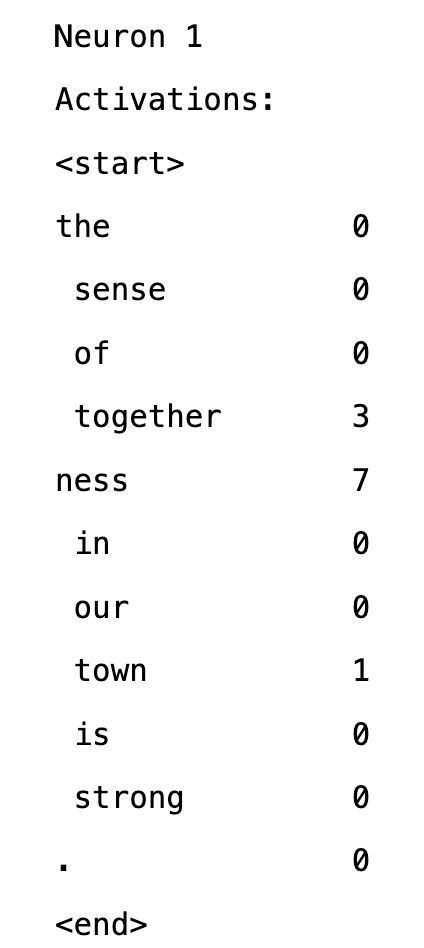 Neuron 1
Activations:
<start>
the 0
sense 0
of 0
together 3
ness 7
in 0
our 0
town 1
is 0
strong 0
. 0
<end>